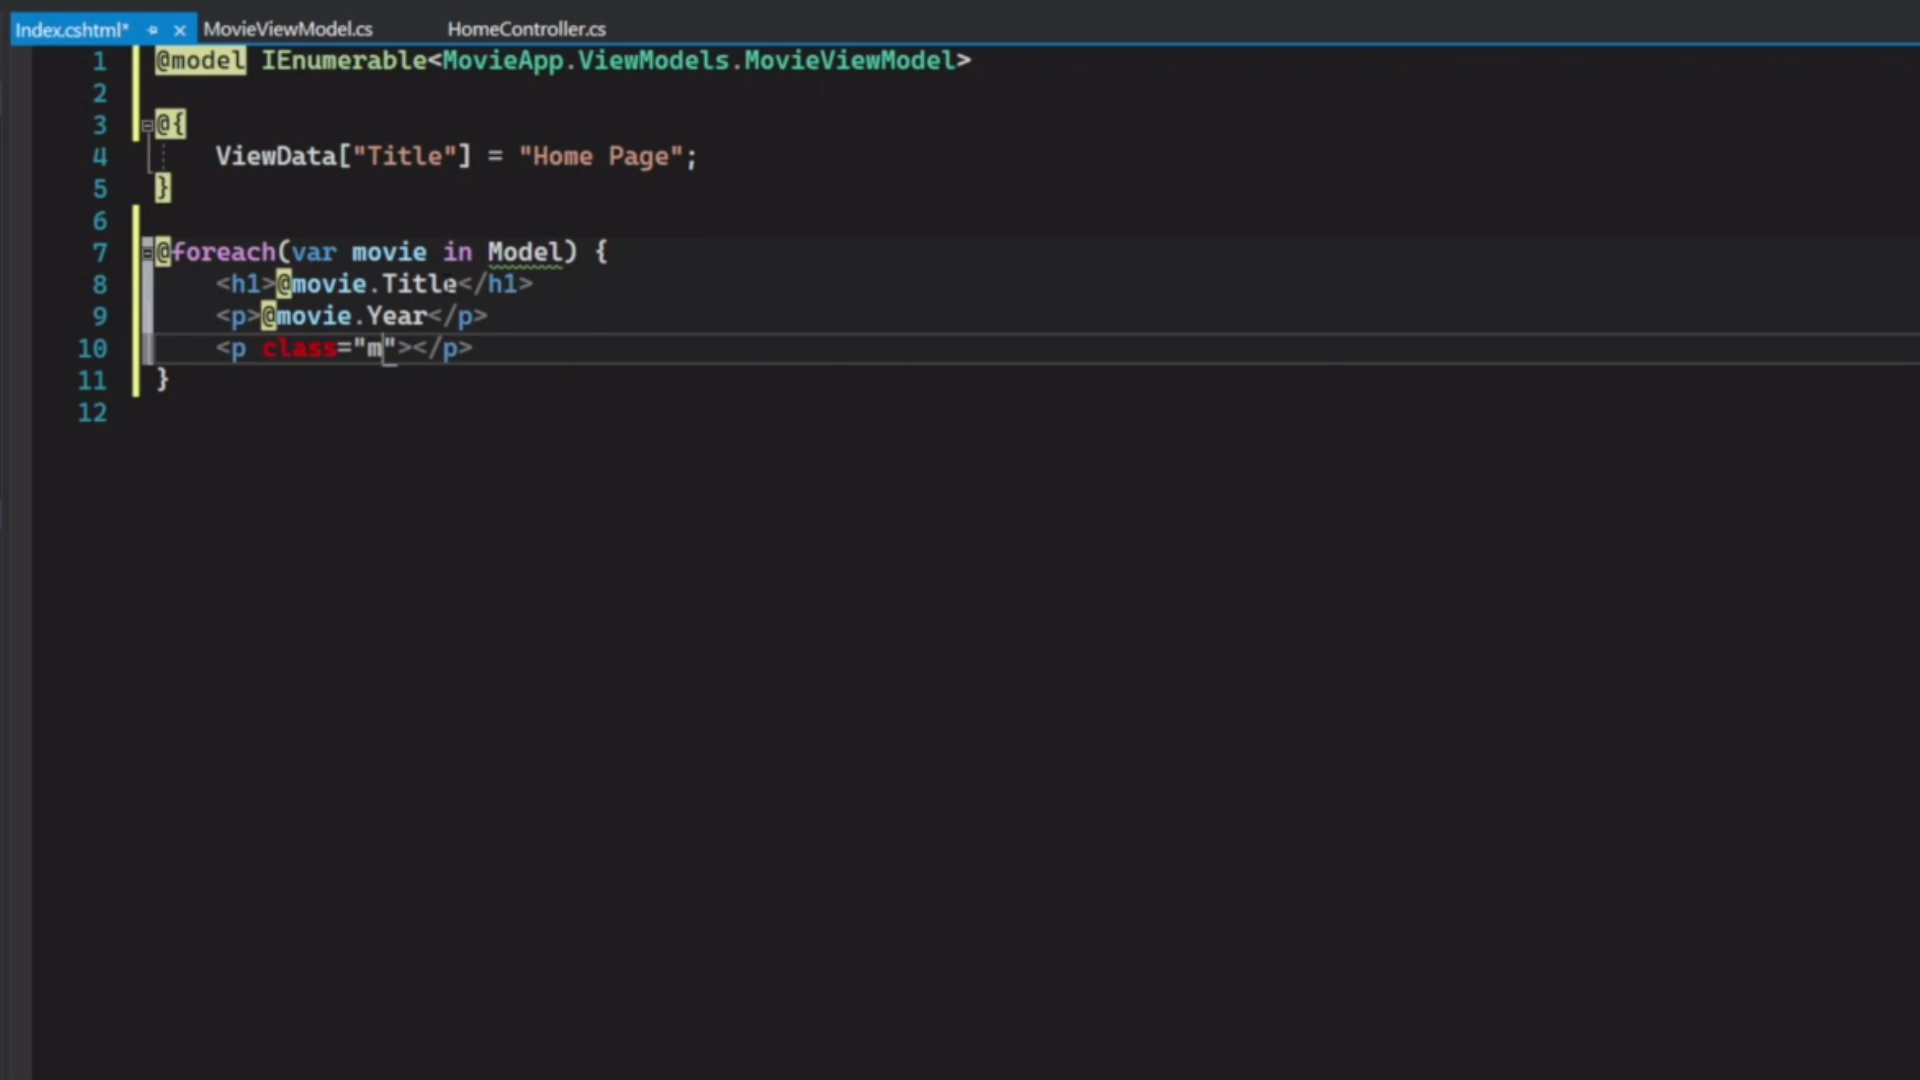 Index.cshtml* MovieViewModel.cs HomeController.cs
1 @model IEnumerable<MovieApp.ViewModels.MovieViewModel>
2
3 @{
4 ViewData["Title"] = "Home Page";
5 }
6
7 @foreach(var movie in Model) {
8 <h1>@movie.Title</h1>
9 <p>@movie.Year</p>
10 <p class="m"></p>
11 }
12